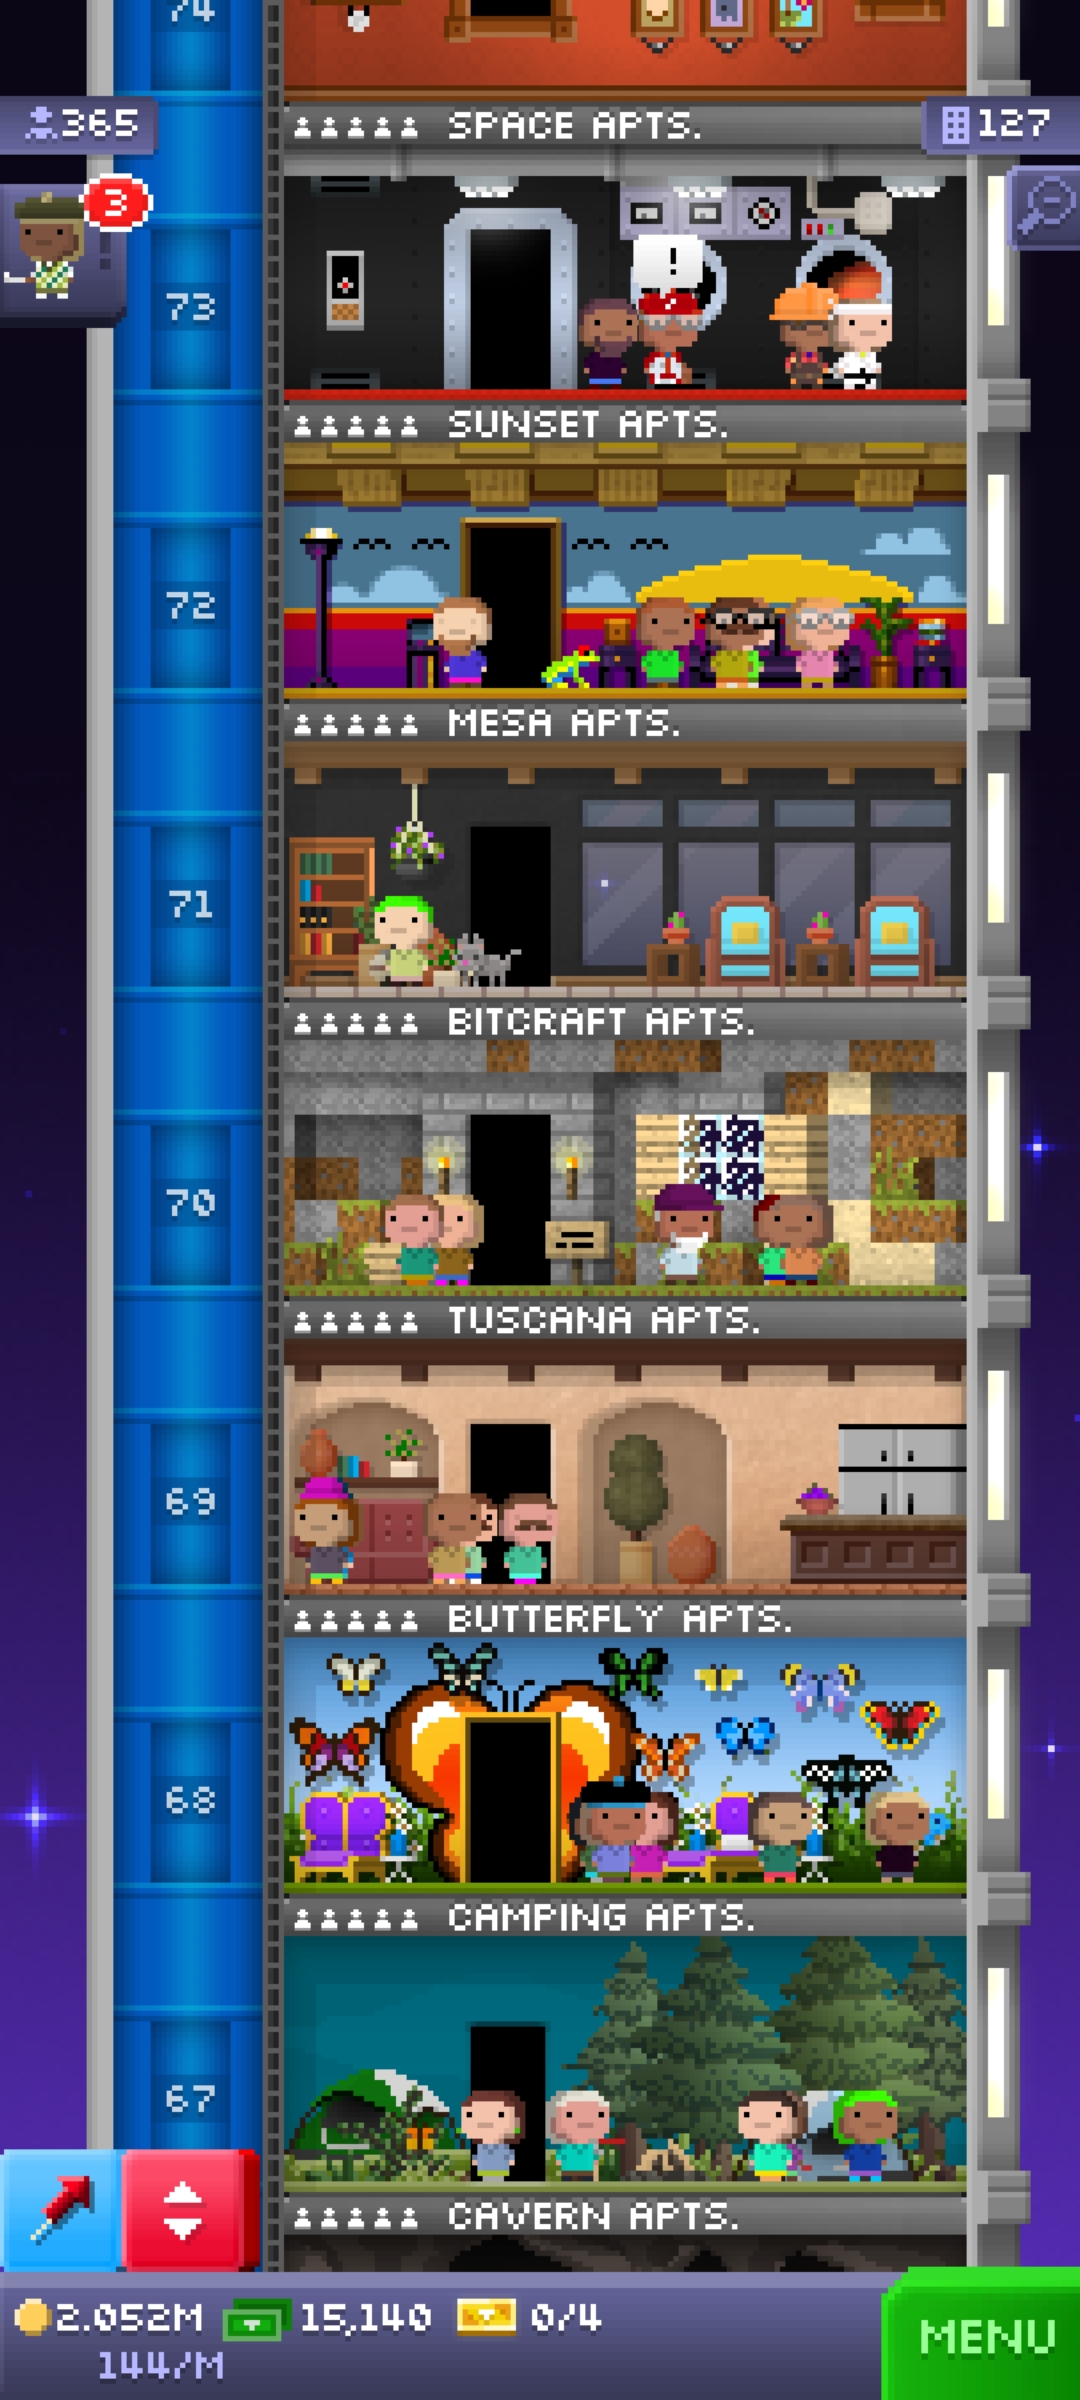 74
365
SPACE APTS.
127
3
!
73
SUNSET APTS.
72
MESA APTS.
71
BITCRAFT APTS.
70
TUSCANA APTS.
69
BUTTERFLY APTS.
68
CAMPING APTS.
67
CAVERN APTS.
2.052M 15,140 0/4
144/M
MENU